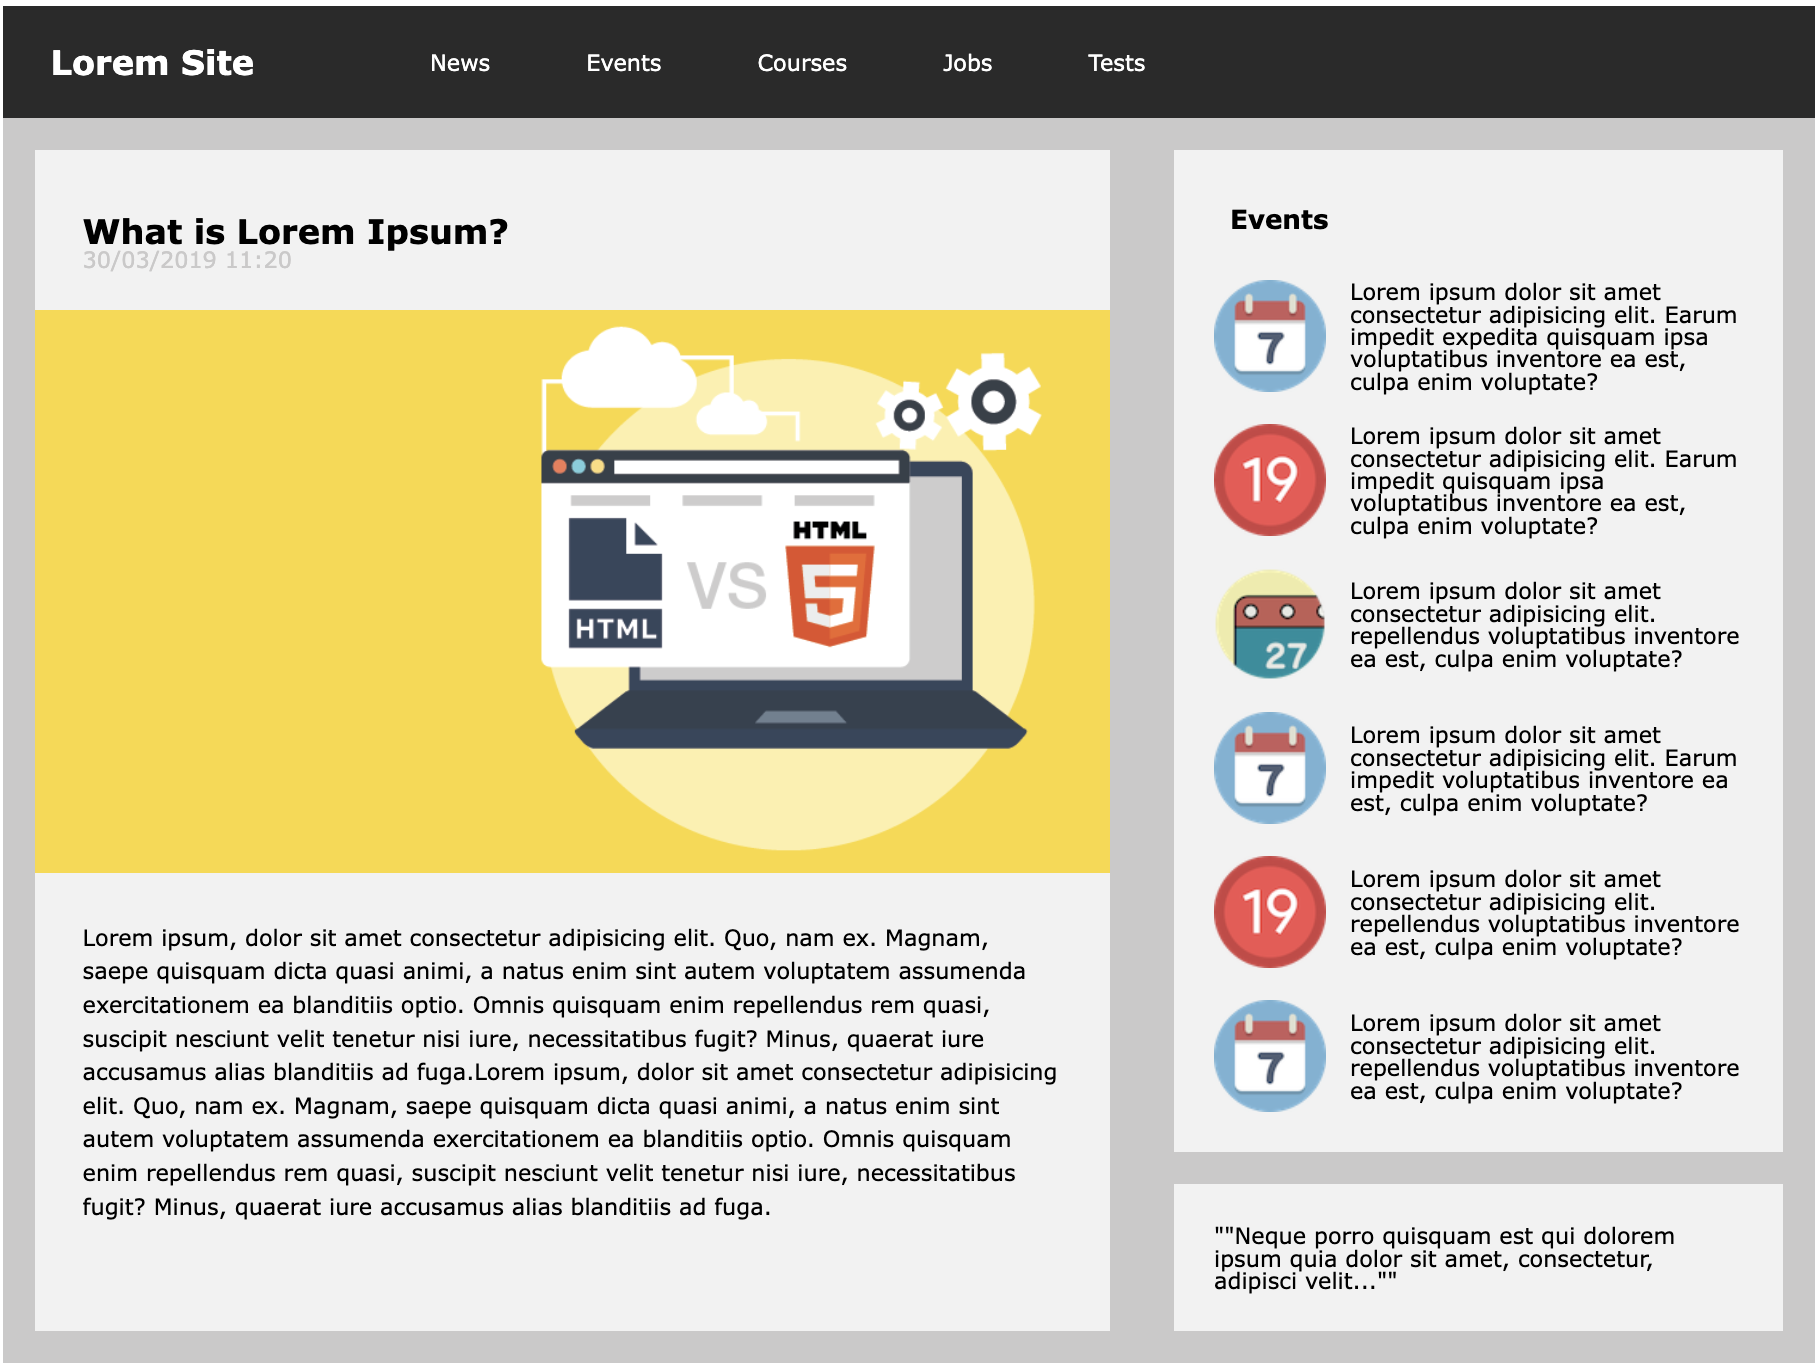 Lorem Site
News
Events
Courses
Jobs
Tests
What is Lorem Ipsum?
30/03/2019 11:20
HTML
VS
HTML
5
Lorem ipsum, dolor sit amet consectetur adipisicing elit. Quo, nam ex. Magnam,
saepe quisquam dicta quasi animi, a natus enim sint autem voluptatem assumenda
exercitationem ea blanditiis optio. Omnis quisquam enim repellendus rem quasi,
suscipit nesciunt velit tenetur nisi iure, necessitatibus fugit? Minus, quaerat iure
accusamus alias blanditiis ad fuga.Lorem ipsum, dolor sit amet consectetur adipisicing
elit. Quo, nam ex. Magnam, saepe quisquam dicta quasi animi, a natus enim sint
autem voluptatem assumenda exercitationem ea blanditiis optio. Omnis quisquam
enim repellendus rem quasi, suscipit nesciunt velit tenetur nisi iure, necessitatibus
fugit? Minus, quaerat iure accusamus alias blanditiis ad fuga.
Events
7
Lorem ipsum dolor sit amet
consectetur adipisicing elit. Earum
impedit expedita quisquam ipsa
voluptatibus inventore ea est,
culpa enim voluptate?
19
Lorem ipsum dolor sit amet
consectetur adipisicing elit. Earum
impedit quisquam ipsa
voluptatibus inventore ea est,
culpa enim voluptate?
27
Lorem ipsum dolor sit amet
consectetur adipisicing elit.
repellendus voluptatibus inventore
ea est, culpa enim voluptate?
7
Lorem ipsum dolor sit amet
consectetur adipisicing elit. Earum
impedit voluptatibus inventore ea
est, culpa enim voluptate?
19
Lorem ipsum dolor sit amet
consectetur adipisicing elit.
repellendus voluptatibus inventore
ea est, culpa enim voluptate?
7
Lorem ipsum dolor sit amet
consectetur adipisicing elit.
repellendus voluptatibus inventore
ea est, culpa enim voluptate?
""Neque porro quisquam est qui dolorem
ipsum quia dolor sit amet, consectetur,
adipisci velit...""